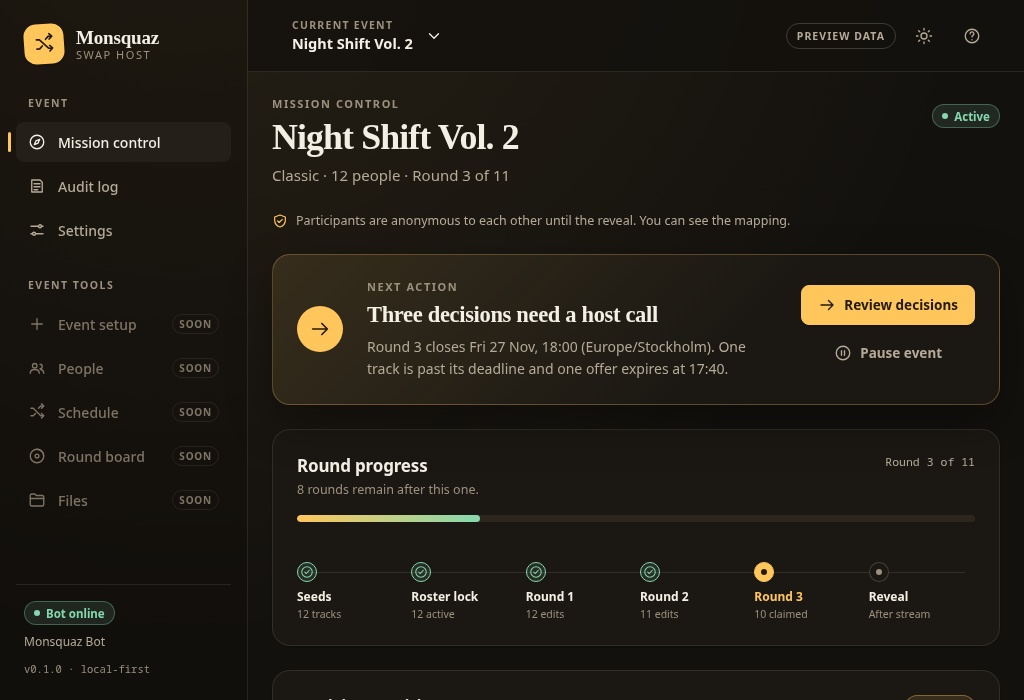 Monsquaz
SWAP HOST
EVENT
Mission control
Audit log
Settings
EVENT TOOLS
Event setup SOON
People SOON
Schedule SOON
Round board SOON
Files SOON
Bot online
Monsquaz Bot
v0.1.0 · local-first
CURRENT EVENT
Night Shift Vol. 2
PREVIEW DATA
MISSION CONTROL
Night Shift Vol. 2
Active
Classic · 12 people · Round 3 of 11
Participants are anonymous to each other until the reveal. You can see the mapping.
NEXT ACTION
Three decisions need a host call
Round 3 closes Fri 27 Nov, 18:00 (Europe/Stockholm). One
track is past its deadline and one offer expires at 17:40.
Review decisions
Pause event
Round progress
Round 3 of 11
8 rounds remain after this one.
Seeds
12 tracks
Roster lock
12 active
Round 1
12 edits
Round 2
11 edits
Round 3
10 claimed
Reveal
After stream